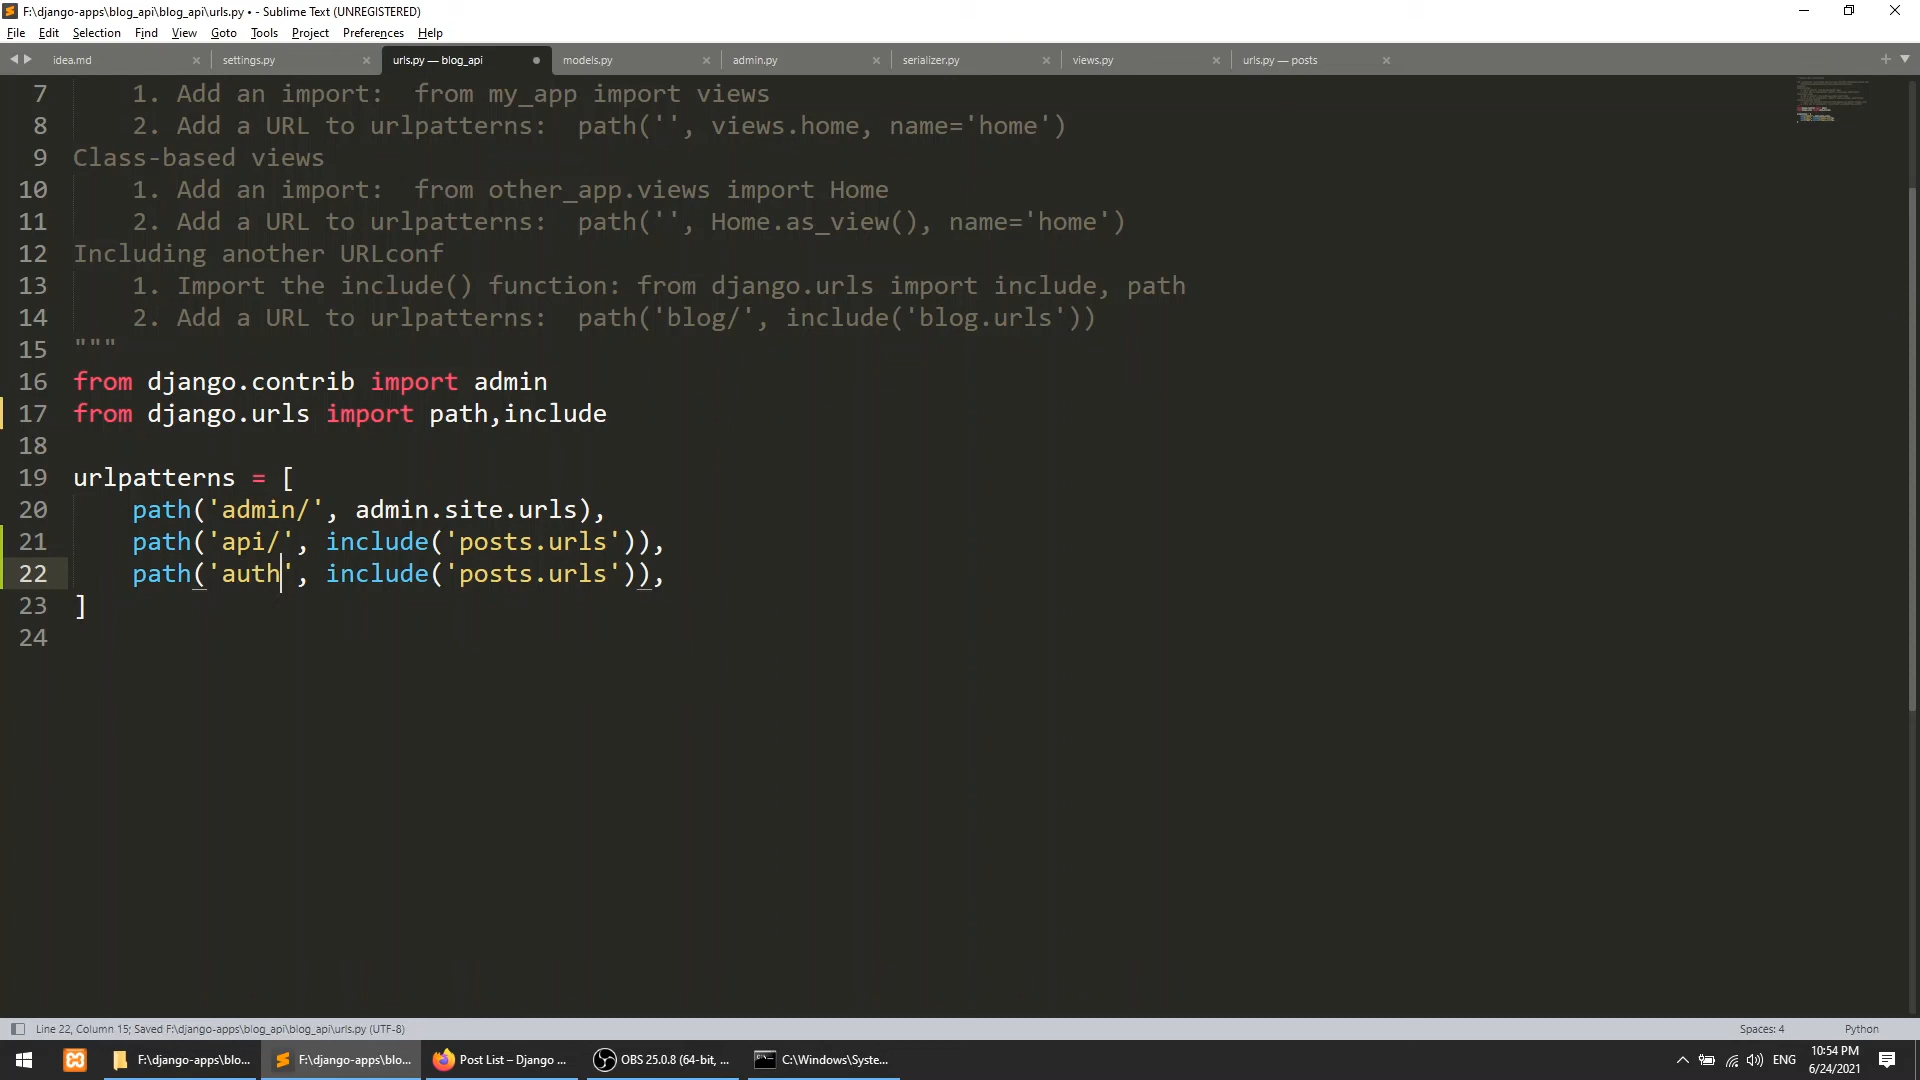 F:\django-apps\blog_api\blog_api\urls.py • - Sublime Text (UNREGISTERED)
File Edit Selection Find View Goto Tools Project Preferences Help
idea.md settings.py urls.py — blog_api models.py admin.py serializer.py views.py urls.py — posts
7 1. Add an import:  from my_app import views
8 2. Add a URL to urlpatterns:  path('', views.home, name='home')
9 Class-based views
10 1. Add an import:  from other_app.views import Home
11 2. Add a URL to urlpatterns:  path('', Home.as_view(), name='home')
12 Including another URLconf
13 1. Import the include() function: from django.urls import include, path
14 2. Add a URL to urlpatterns:  path('blog/', include('blog.urls'))
15 """
16 from django.contrib import admin
17 from django.urls import path,include
18
19 urlpatterns = [
20 path('admin/', admin.site.urls),
21 path('api/', include('posts.urls')),
22 path('auth', include('posts.urls')),
23 ]
24
Line 22, Column 15; Saved F:\django-apps\blog_api\blog_api\urls.py (UTF-8) Spaces: 4 Python
F:\django-apps\blo... F:\django-apps\blo... Post List – Django ... OBS 25.0.8 (64-bit, ... C:\Windows\Syste... ENG 10:54 PM
6/24/2021